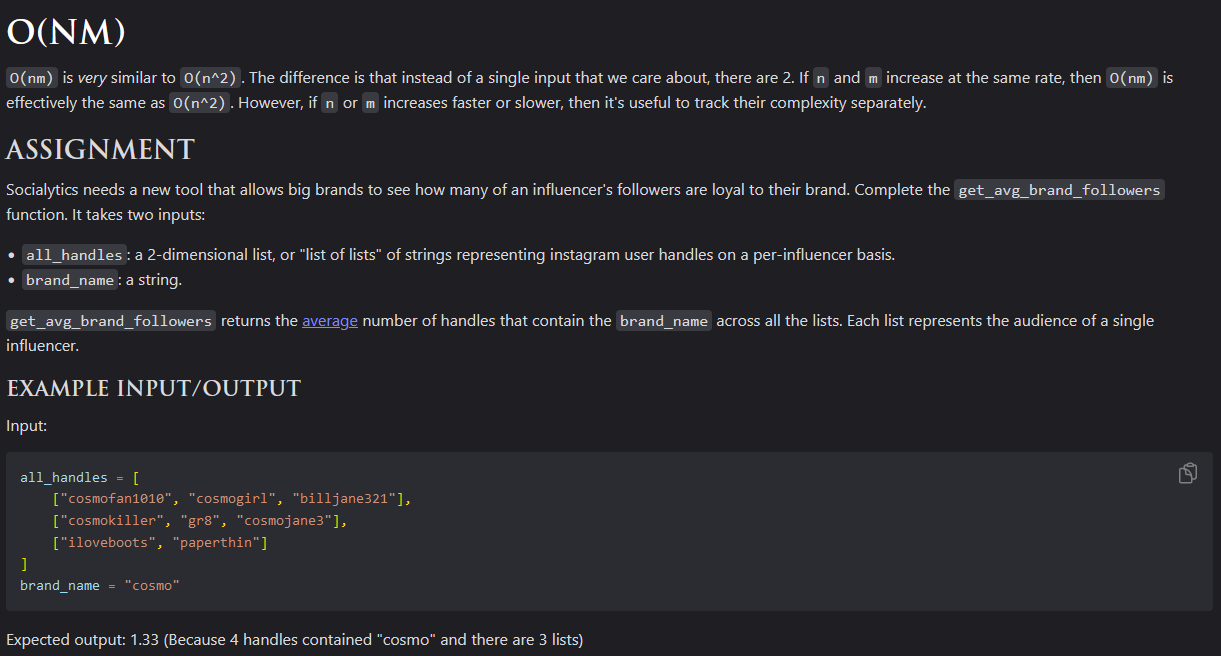 O(NM)
O(nm) is very similar to O(n^2). The difference is that instead of a single input that we care about, there are 2. If n and m increase at the same rate, then O(nm) is
effectively the same as O(n^2). However, if n or m increases faster or slower, then it's useful to track their complexity separately.
ASSIGNMENT
Socialytics needs a new tool that allows big brands to see how many of an influencer's followers are loyal to their brand. Complete the get_avg_brand_followers
function. It takes two inputs:
• all_handles: a 2-dimensional list, or "list of lists" of strings representing instagram user handles on a per-influencer basis.
• brand_name: a string.
get_avg_brand_followers returns the average number of handles that contain the brand_name across all the lists. Each list represents the audience of a single
influencer.
EXAMPLE INPUT/OUTPUT
Input:
all_handles = [
    ["cosmofan1010", "cosmogirl", "billjane321"],
    ["cosmokiller", "gr8", "cosmojane3"],
    ["iloveboots", "paperthin"]
]
brand_name = "cosmo"
Expected output: 1.33 (Because 4 handles contained "cosmo" and there are 3 lists)